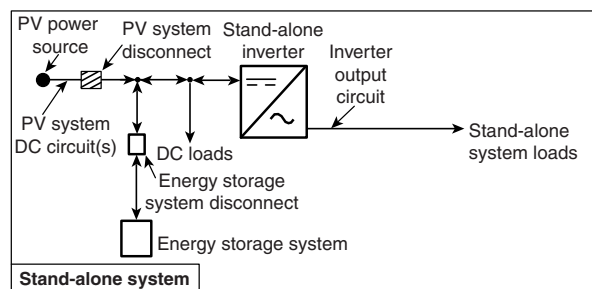 PV power
source
PV system
disconnect
Stand-alone
inverter
Inverter
output
circuit
PV system
DC circuit(s)
DC loads
Stand-alone
system loads
Energy storage
system disconnect
Energy storage system
Stand-alone system